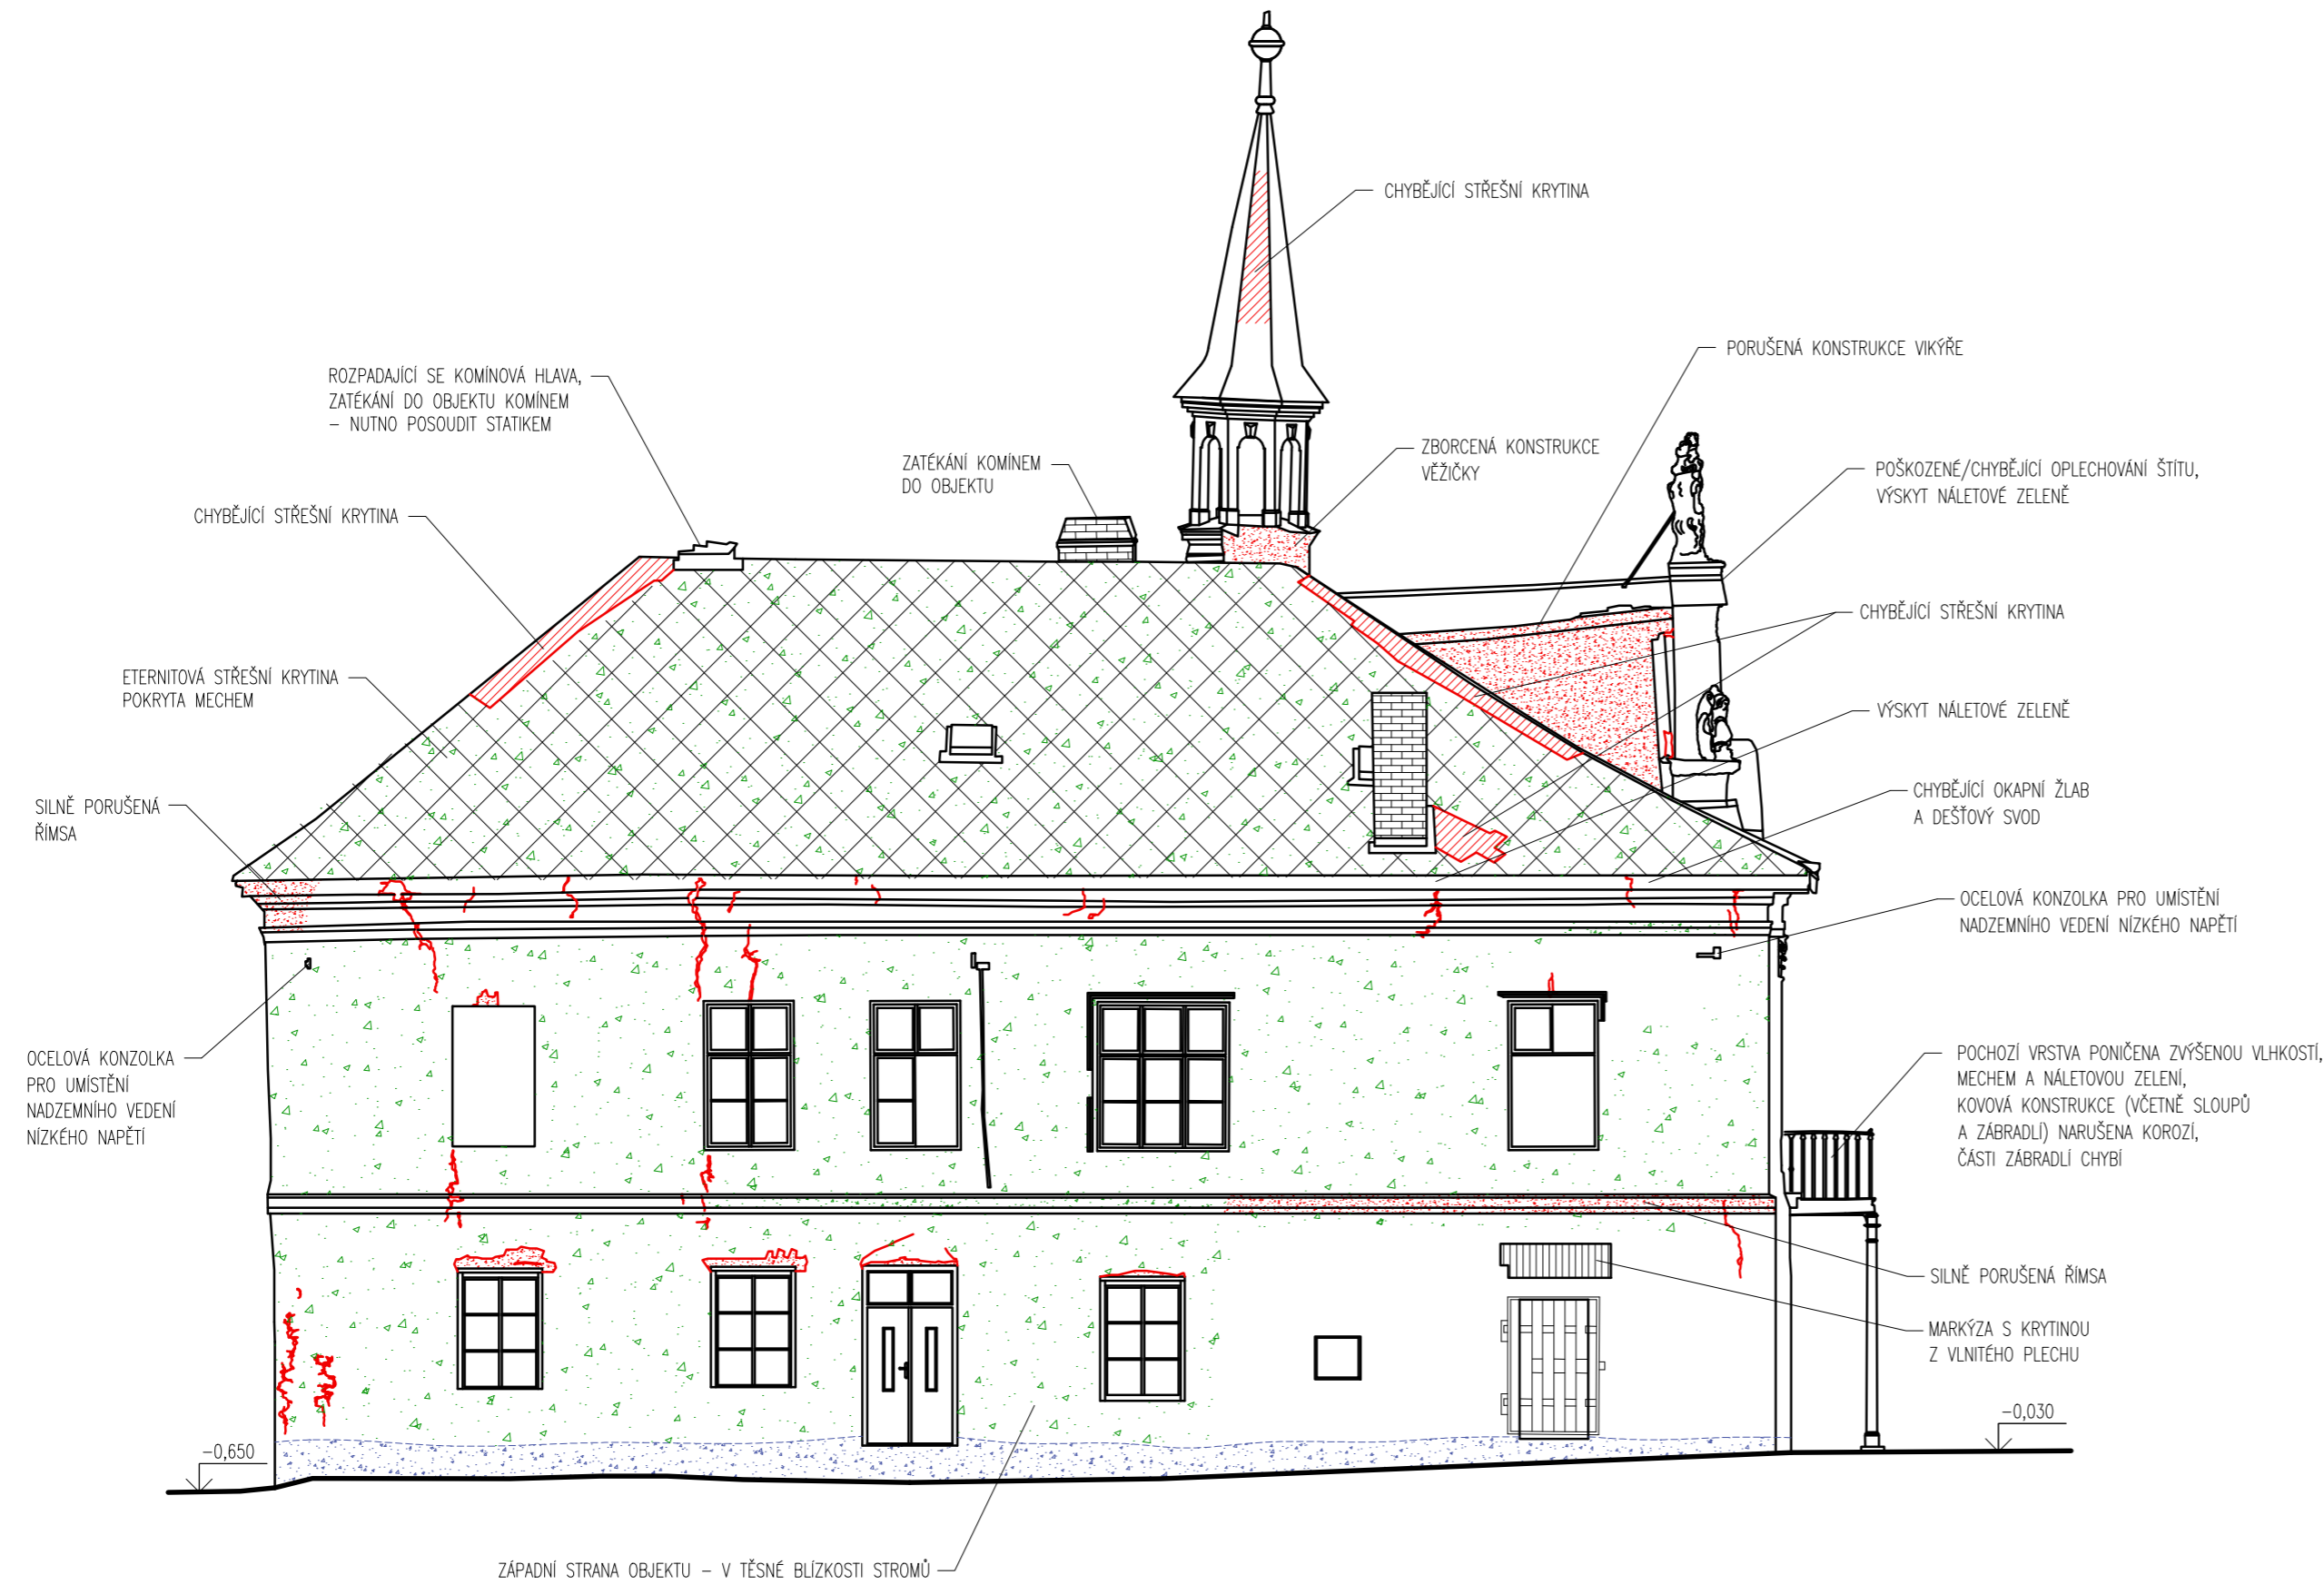 CHYBĚJÍCÍ STŘEŠNÍ KRYTINA
PORUŠENÁ KONSTRUKCE VIKÝŘE
ROZPADAJÍCÍ SE KOMÍNOVÁ HLAVA,
ZATÉKÁNÍ DO OBJEKTU KOMÍNEM
– NUTNO POSOUDIT STATIKEM
ZATÉKÁNÍ KOMÍNEM
DO OBJEKTU
ZBORCENÁ KONSTRUKCE
VĚŽIČKY
POŠKOZENÉ/CHYBĚJÍCÍ OPLECHOVÁNÍ ŠTÍTU,
VÝSKYT NÁLETOVÉ ZELENĚ
CHYBĚJÍCÍ STŘEŠNÍ KRYTINA
CHYBĚJÍCÍ STŘEŠNÍ KRYTINA
ETERNITOVÁ STŘEŠNÍ KRYTINA
POKRYTA MECHEM
VÝSKYT NÁLETOVÉ ZELENĚ
SILNĚ PORUŠENÁ
ŘÍMSA
CHYBĚJÍCÍ OKAPNÍ ŽLAB
A DEŠŤOVÝ SVOD
OCELOVÁ KONZOLKA PRO UMÍSTĚNÍ
NADZEMNÍHO VEDENÍ NÍZKÉHO NAPĚTÍ
OCELOVÁ KONZOLKA
PRO UMÍSTĚNÍ
NADZEMNÍHO VEDENÍ
NÍZKÉHO NAPĚTÍ
POCHOZÍ VRSTVA PONIČENA ZVÝŠENOU VLHKOSTÍ,
MECHEM A NÁLETOVOU ZELENÍ,
KOVOVÁ KONSTRUKCE (VČETNĚ SLOUPŮ
A ZÁBRADLÍ) NARUŠENA KOROZÍ,
ČÁSTI ZÁBRADLÍ CHYBÍ
SILNĚ PORUŠENÁ ŘÍMSA
MARKÝZA S KRYTINOU
Z VLNITÉHO PLECHU
–0,030
–0,650
ZÁPADNÍ STRANA OBJEKTU – V TĚSNÉ BLÍZKOSTI STROMŮ